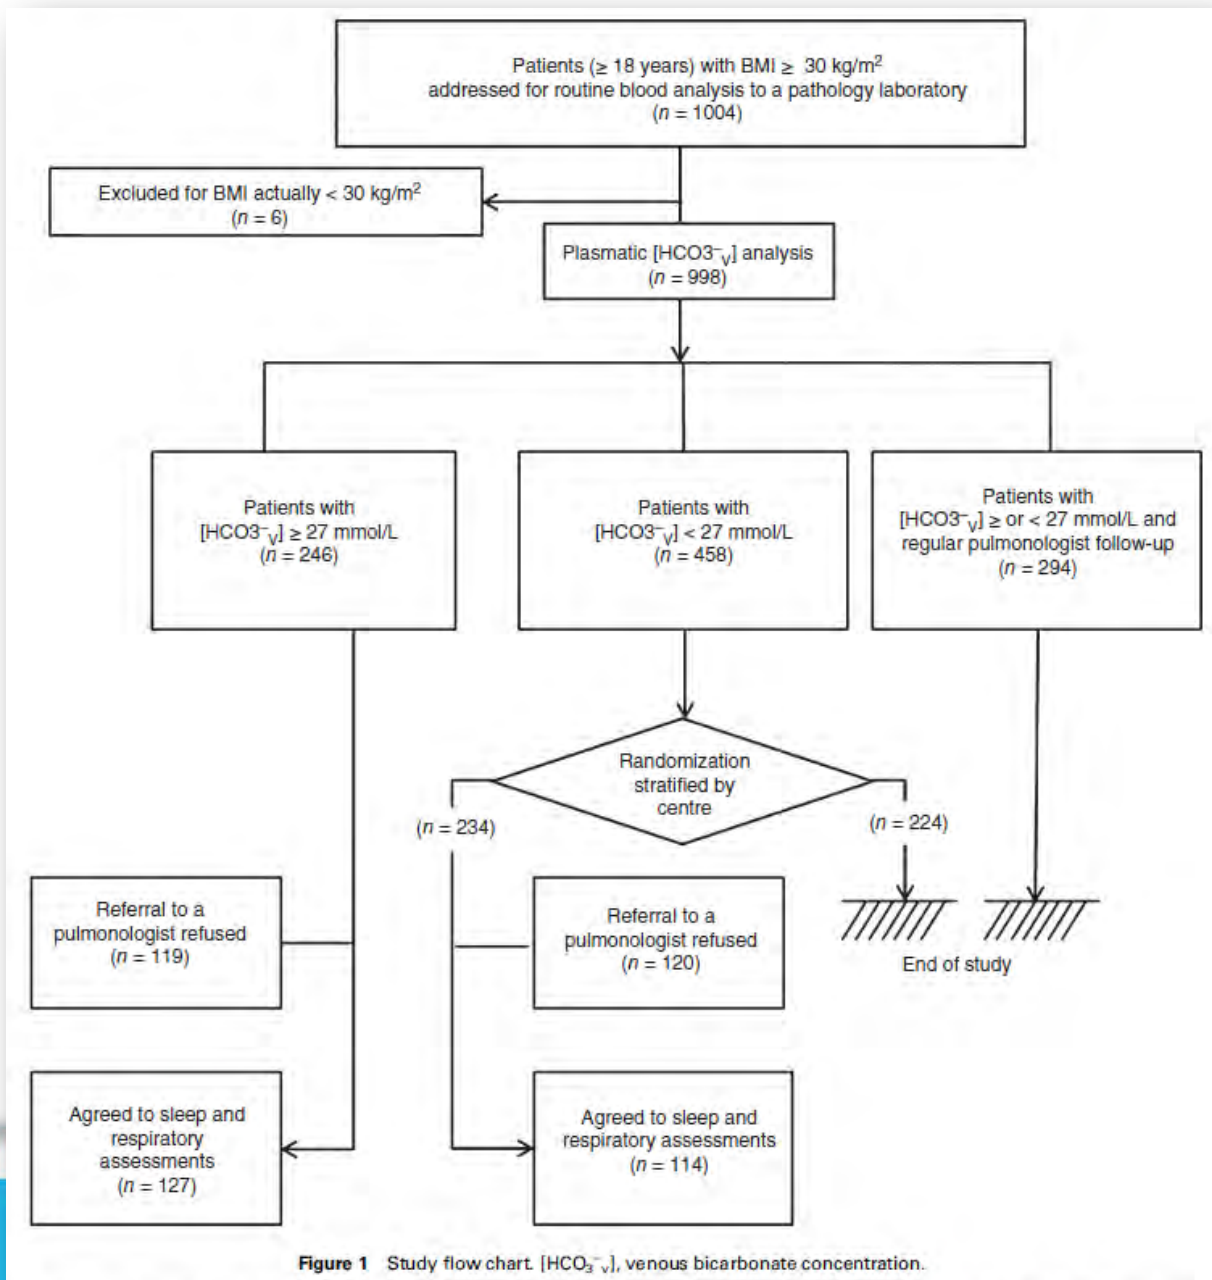 Patients (≥ 18 years) with BMI ≥ 30 kg/m²
addressed for routine blood analysis to a pathology laboratory
(n = 1004)
Excluded for BMI actually < 30 kg/m²
(n = 6)
Plasmatic [HCO3⁻ᵥ] analysis
(n = 998)
Patients with
[HCO3⁻ᵥ] ≥ 27 mmol/L
(n = 246)
Patients with
[HCO3⁻ᵥ] < 27 mmol/L
(n = 458)
Patients with
[HCO3⁻ᵥ] ≥ or < 27 mmol/L and
regular pulmonologist follow-up
(n = 294)
Randomization
stratified by
centre
(n = 234)
(n = 224)
Referral to a
pulmonologist refused
(n = 119)
Referral to a
pulmonologist refused
(n = 120)
End of study
Agreed to sleep and
respiratory
assessments
(n = 127)
Agreed to sleep and
respiratory assessments
(n = 114)
Figure 1 Study flow chart. [HCO₃⁻ᵥ], venous bicarbonate concentration.